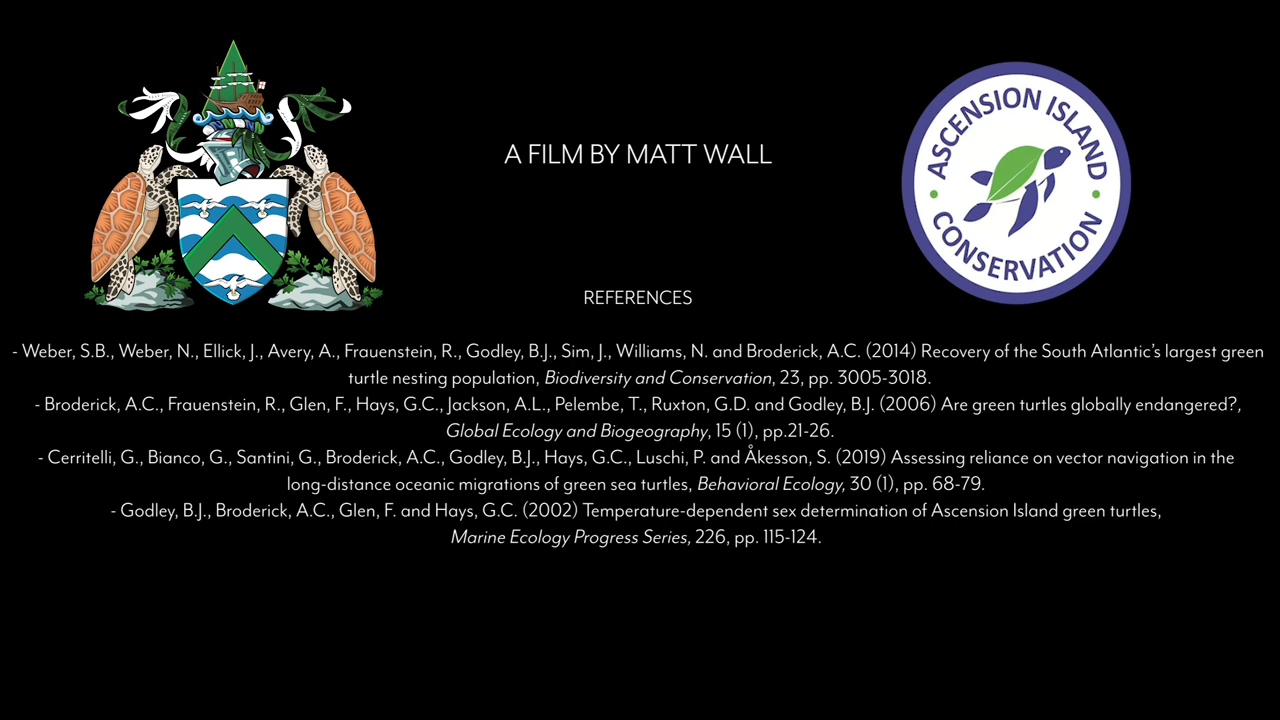 A FILM BY MATT WALL
ASCENSION ISLAND
CONSERVATION
REFERENCES
- Weber, S.B., Weber, N., Ellick, J., Avery, A., Frauenstein, R., Godley, B.J., Sim, J., Williams, N. and Broderick, A.C. (2014) Recovery of the South Atlantic's largest green
turtle nesting population, Biodiversity and Conservation, 23, pp. 3005-3018.
- Broderick, A.C., Frauenstein, R., Glen, F., Hays, G.C., Jackson, A.L., Pelembe, T., Ruxton, G.D. and Godley, B.J. (2006) Are green turtles globally endangered?,
Global Ecology and Biogeography, 15 (1), pp.21-26.
- Cerritelli, G., Bianco, G., Santini, G., Broderick, A.C., Godley, B.J., Hays, G.C., Luschi, P. and Åkesson, S. (2019) Assessing reliance on vector navigation in the
long-distance oceanic migrations of green sea turtles, Behavioral Ecology, 30 (1), pp. 68-79.
- Godley, B.J., Broderick, A.C., Glen, F. and Hays, G.C. (2002) Temperature-dependent sex determination of Ascension Island green turtles,
Marine Ecology Progress Series, 226, pp. 115-124.